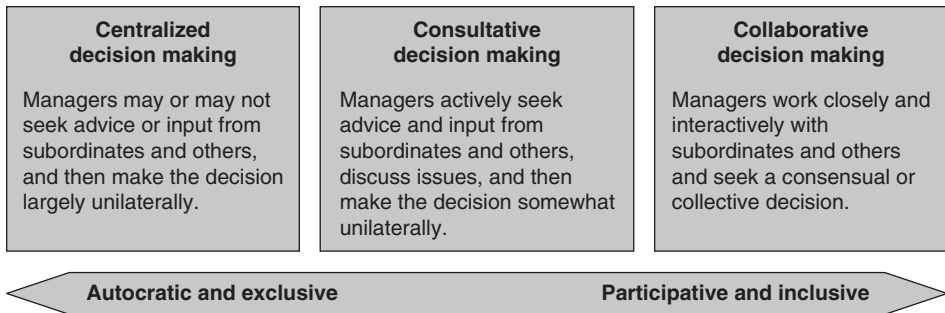 Centralized
decision making
Managers may or may not
seek advice or input from
subordinates and others,
and then make the decision
largely unilaterally.
Consultative
decision making
Managers actively seek
advice and input from
subordinates and others,
discuss issues, and then
make the decision somewhat
unilaterally.
Collaborative
decision making
Managers work closely and
interactively with
subordinates and others
and seek a consensual or
collective decision.
Autocratic and exclusive
Participative and inclusive